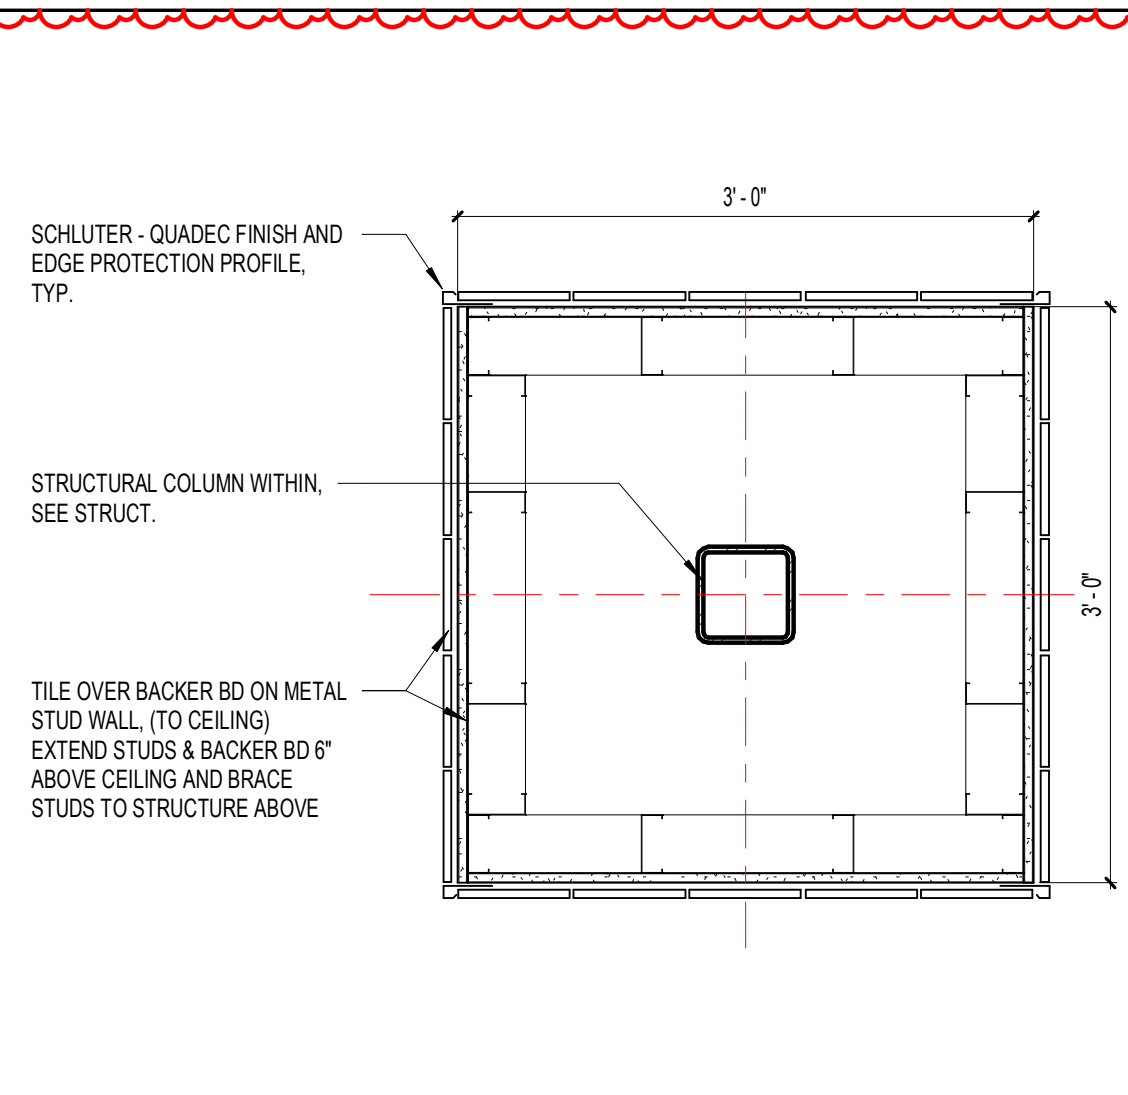 3' - 0"
SCHLUTER - QUADEC FINISH AND
EDGE PROTECTION PROFILE,
TYP.
STRUCTURAL COLUMN WITHIN,
SEE STRUCT.
3' - 0"
TILE OVER BACKER BD ON METAL
STUD WALL, (TO CEILING)
EXTEND STUDS & BACKER BD 6"
ABOVE CEILING AND BRACE
STUDS TO STRUCTURE ABOVE